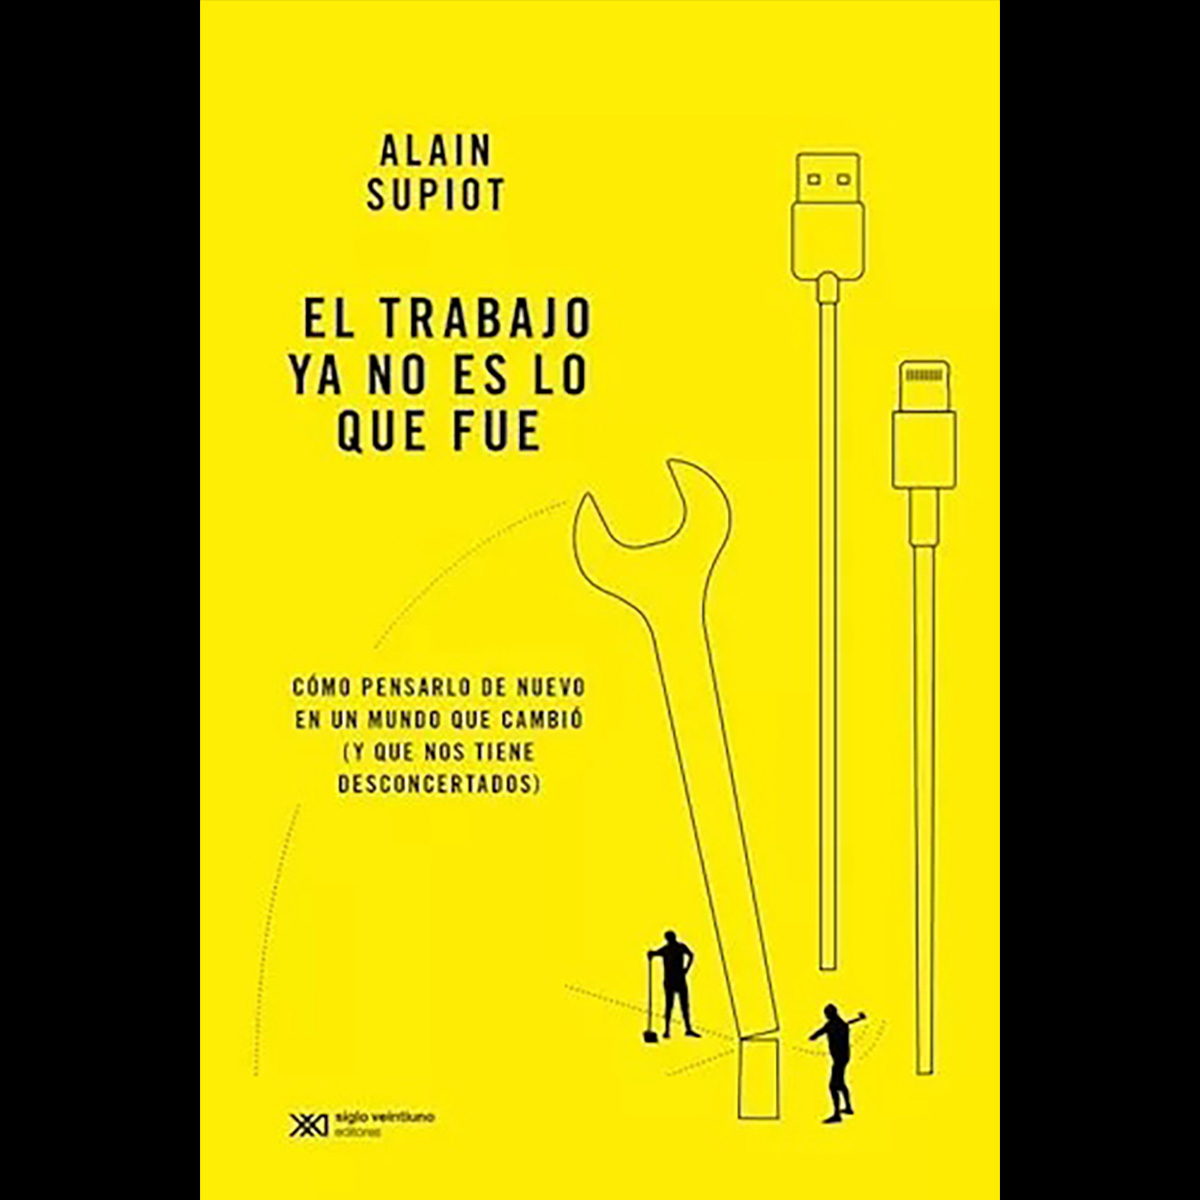 ALAIN
SUPIOT
EL TRABAJO
YA NO ES LO
QUE FUE
CÓMO PENSARLO DE NUEVO
EN UN MUNDO QUE CAMBIÓ
(Y QUE NOS TIENE
DESCONCERTADOS)
siglo veintiuno
editores